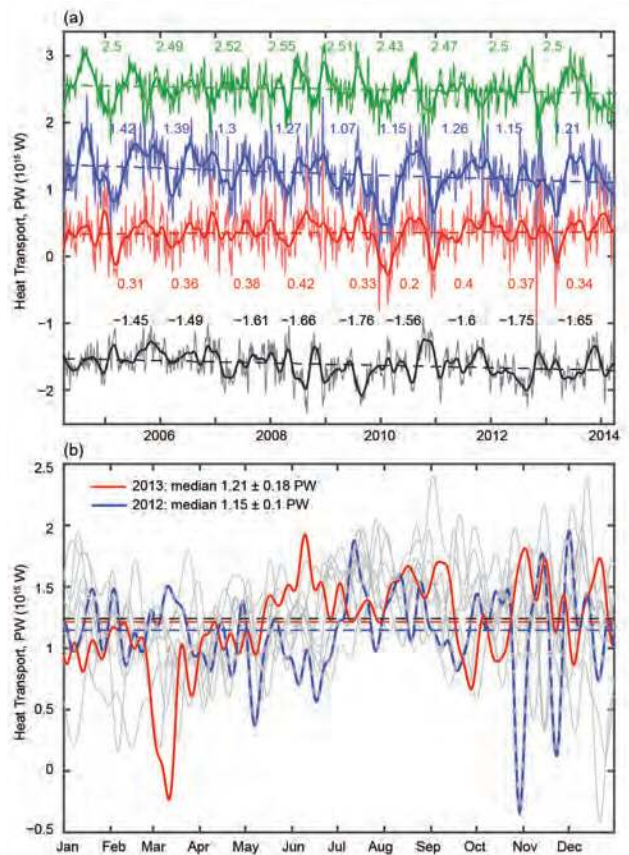 (a)
2.5 2.49 2.52 2.55 2.51 2.43 2.47 2.5 2.5
3
2
1.42 1.39 1.3 1.27 1.07 1.15 1.26 1.15 1.21
1
0
0.31 0.36 0.38 0.42 0.33 0.2 0.4 0.37 0.34
−1
−1.45 −1.49 −1.61 −1.66 −1.76 −1.56 −1.6 −1.75 −1.65
−2
Heat Transport, PW (10¹⁵ W)
2006 2008 2010 2012 2014
(b)
2.5
2013: median 1.21 ± 0.18 PW
2012: median 1.15 ± 0.1 PW
2
1.5
1
0.5
0
−0.5
Heat Transport, PW (10¹⁵ W)
Jan Feb Mar Apr May Jun Jul Aug Sep Oct Nov Dec